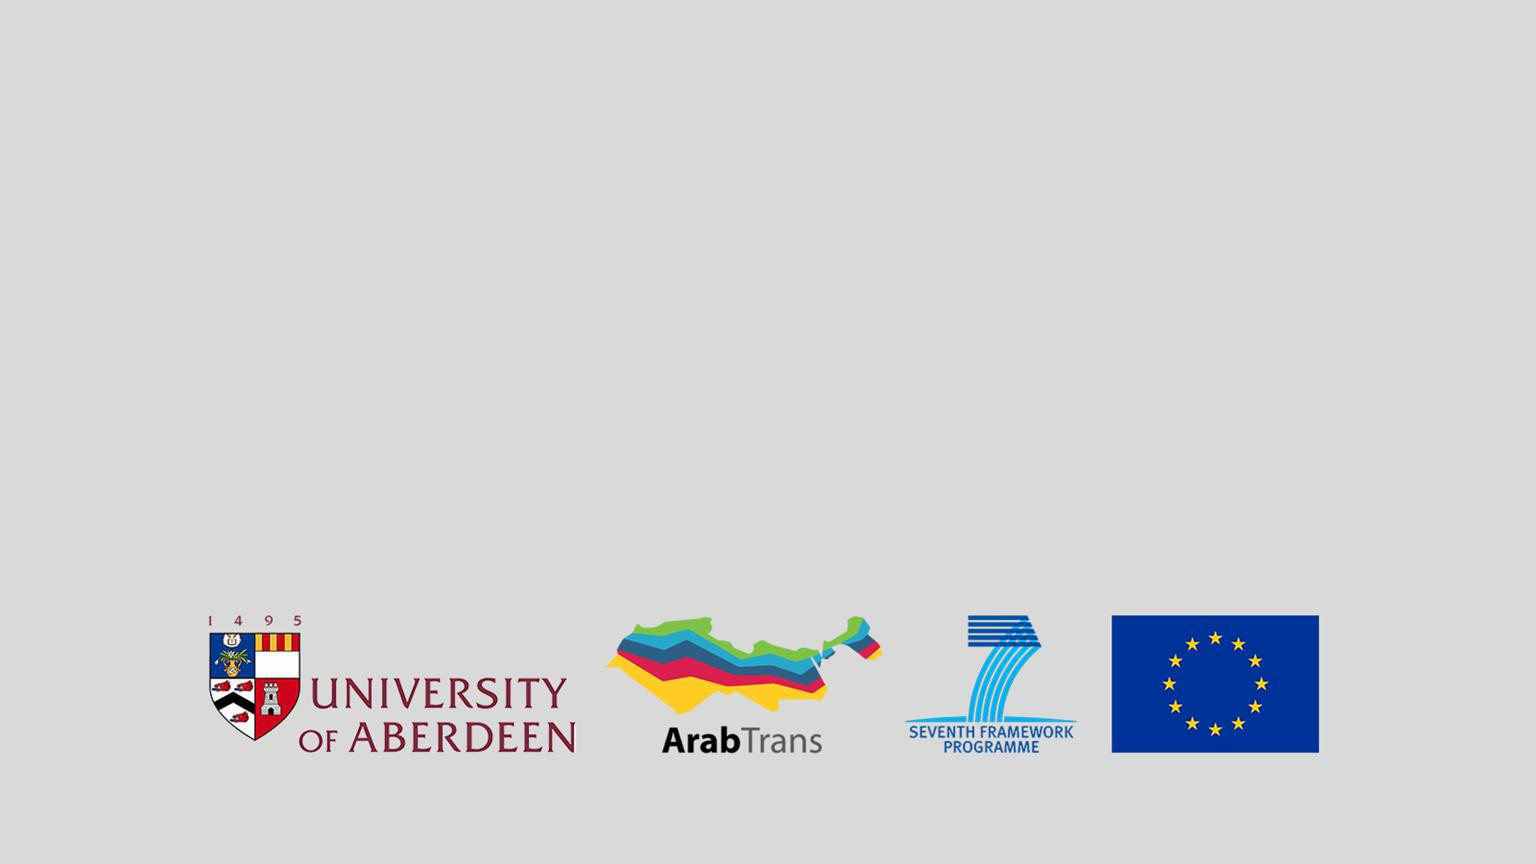 1 4 9 5
UNIVERSITY
OF ABERDEEN
ArabTrans
SEVENTH FRAMEWORK
PROGRAMME